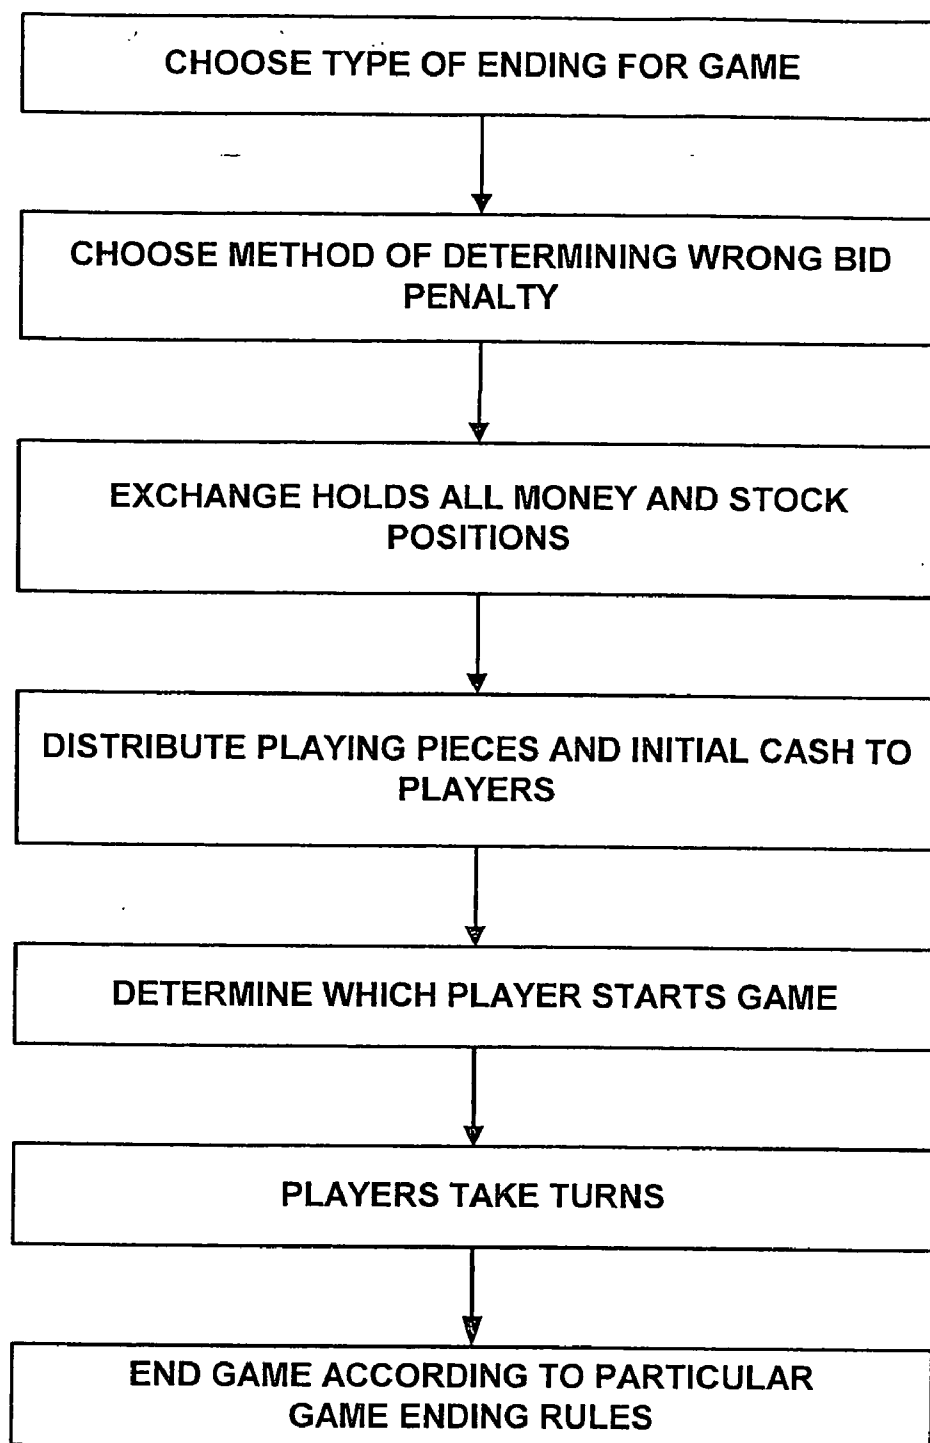 CHOOSE TYPE OF ENDING FOR GAME
CHOOSE METHOD OF DETERMINING WRONG BID
PENALTY
EXCHANGE HOLDS ALL MONEY AND STOCK
POSITIONS
DISTRIBUTE PLAYING PIECES AND INITIAL CASH TO
PLAYERS
DETERMINE WHICH PLAYER STARTS GAME
PLAYERS TAKE TURNS
END GAME ACCORDING TO PARTICULAR
GAME ENDING RULES